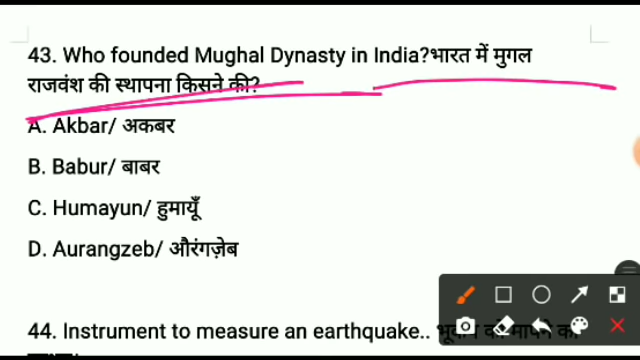 43. Who founded Mughal Dynasty in India?भारत में मुगल
राजवंश की स्थापना किसने की?
A. Akbar/ अकबर
B. Babur/ बाबर
C. Humayun/ हुमायूँ
D. Aurangzeb/ औरंगज़ेब
44. Instrument to measure an earthquake.. भूकंप को मापने का